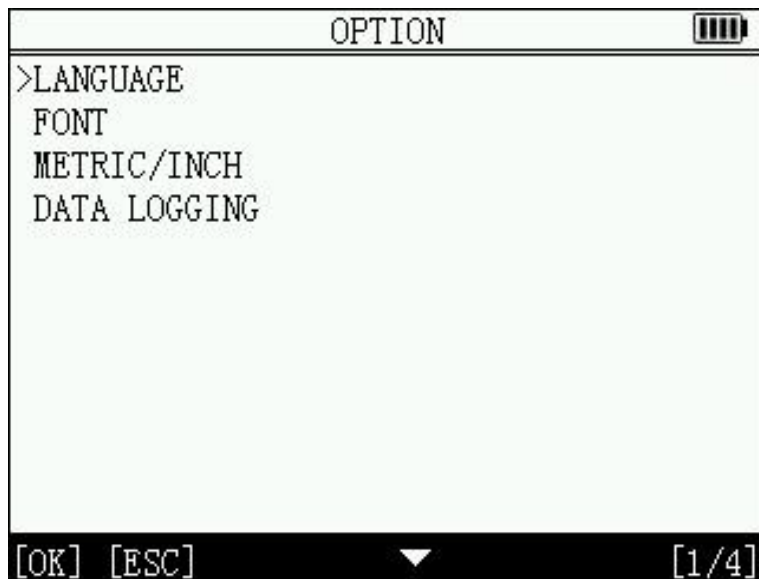 OPTION
>LANGUAGE
FONT
METRIC/INCH
DATA LOGGING
[OK] [ESC] [1/4]